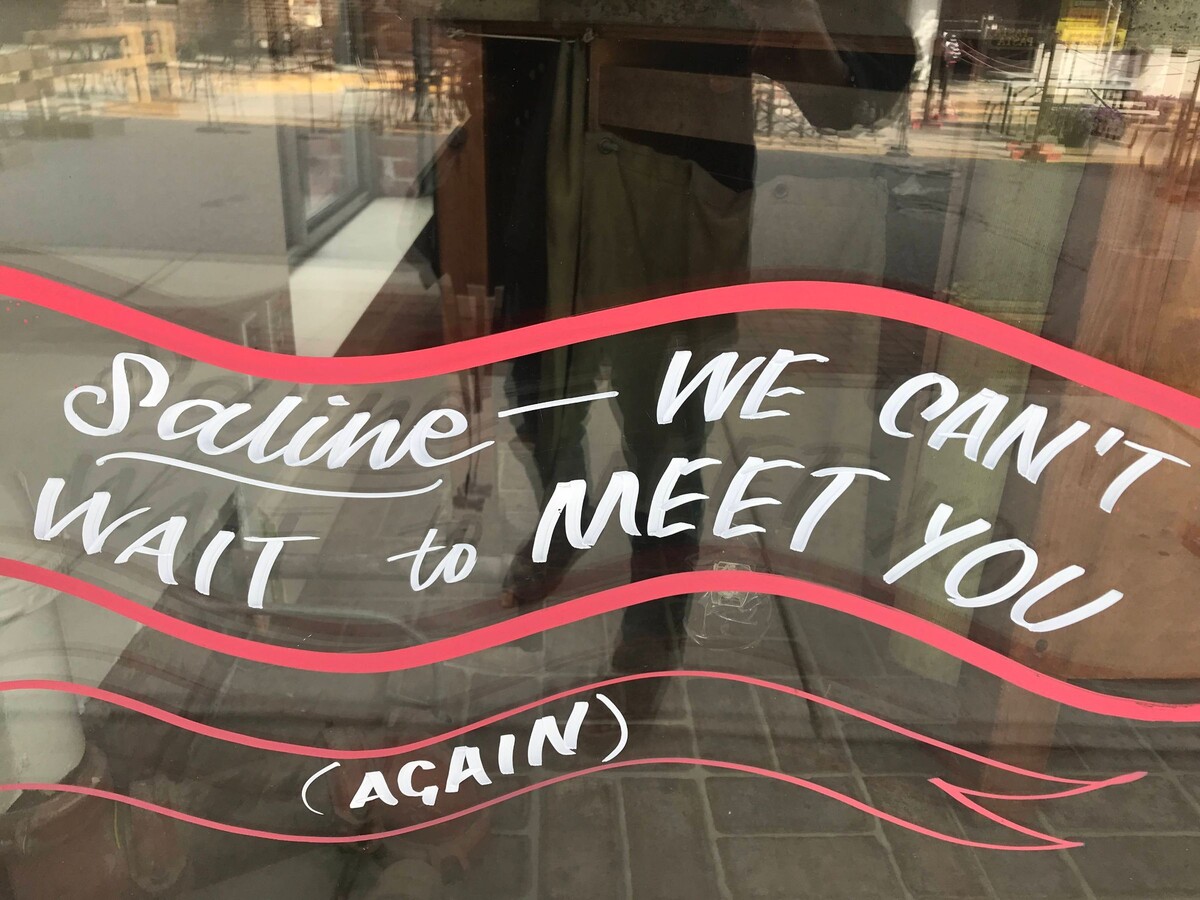 Saline — WE CAN'T
WAIT to MEET YOU
(AGAIN)